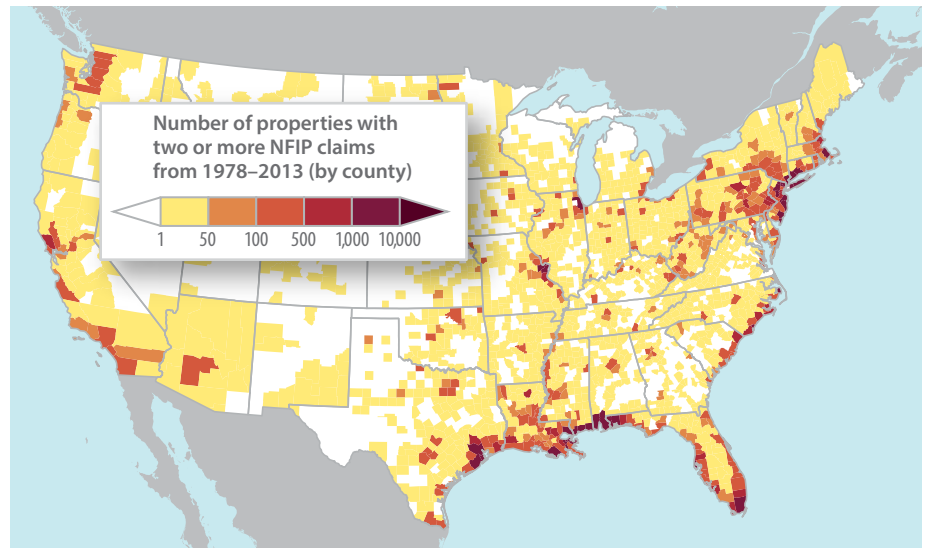 Number of properties with
two or more NFIP claims
from 1978–2013 (by county)
1 50 100 500 1,000 10,000